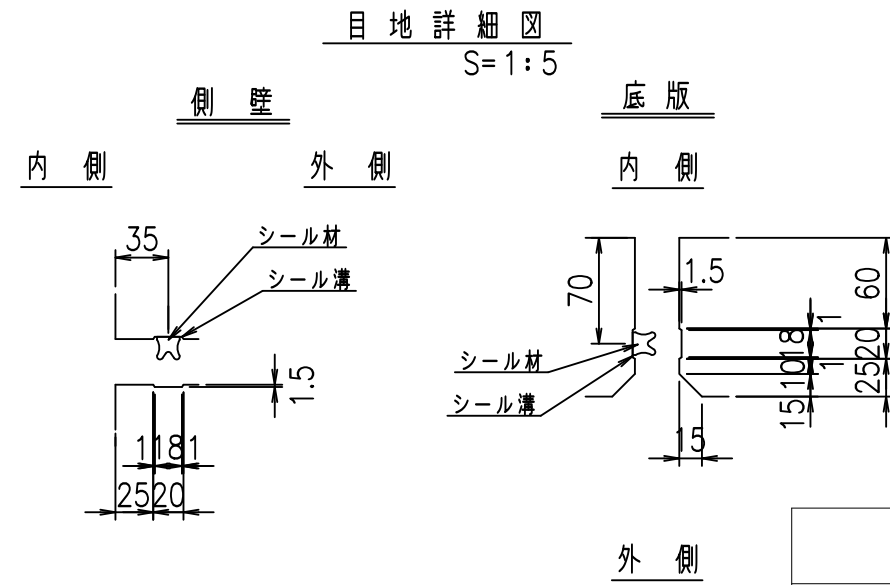 目地詳細図
S=1:5
側壁
底版
内側
外側
内側
35
シール材
シール溝
1.5
1 18 1
25 20
70
1.5
シール材
シール溝
60
1
18
20
1
10
25
15
15
外側